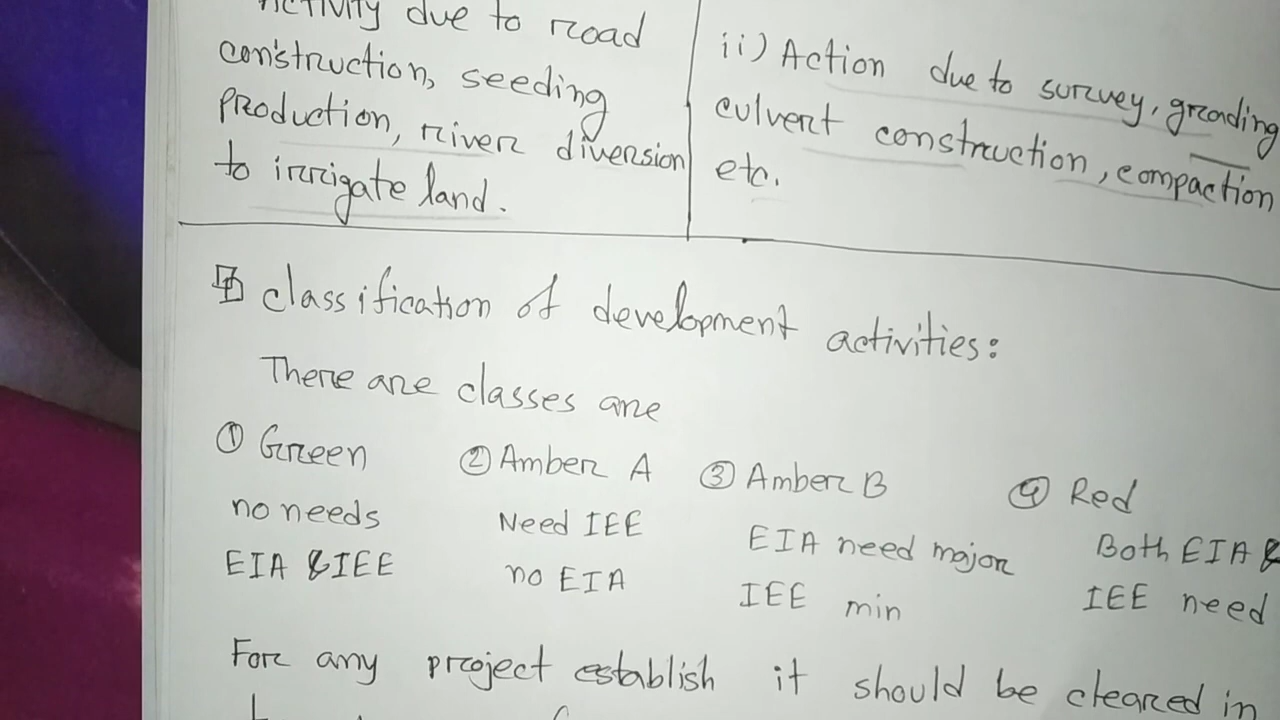 Activity due to road
construction, seeding
production, river diversion
to irrigate land.
ii) Action due to survey, grading
culvert construction, compaction
etc.
classification of development activities:
There are classes are
① Green ② Amber A ③ Amber B ④ Red
no needs Need IEE EIA need major Both EIA &
EIA & IEE no EIA IEE min IEE need
For any project establish it should be cleared in